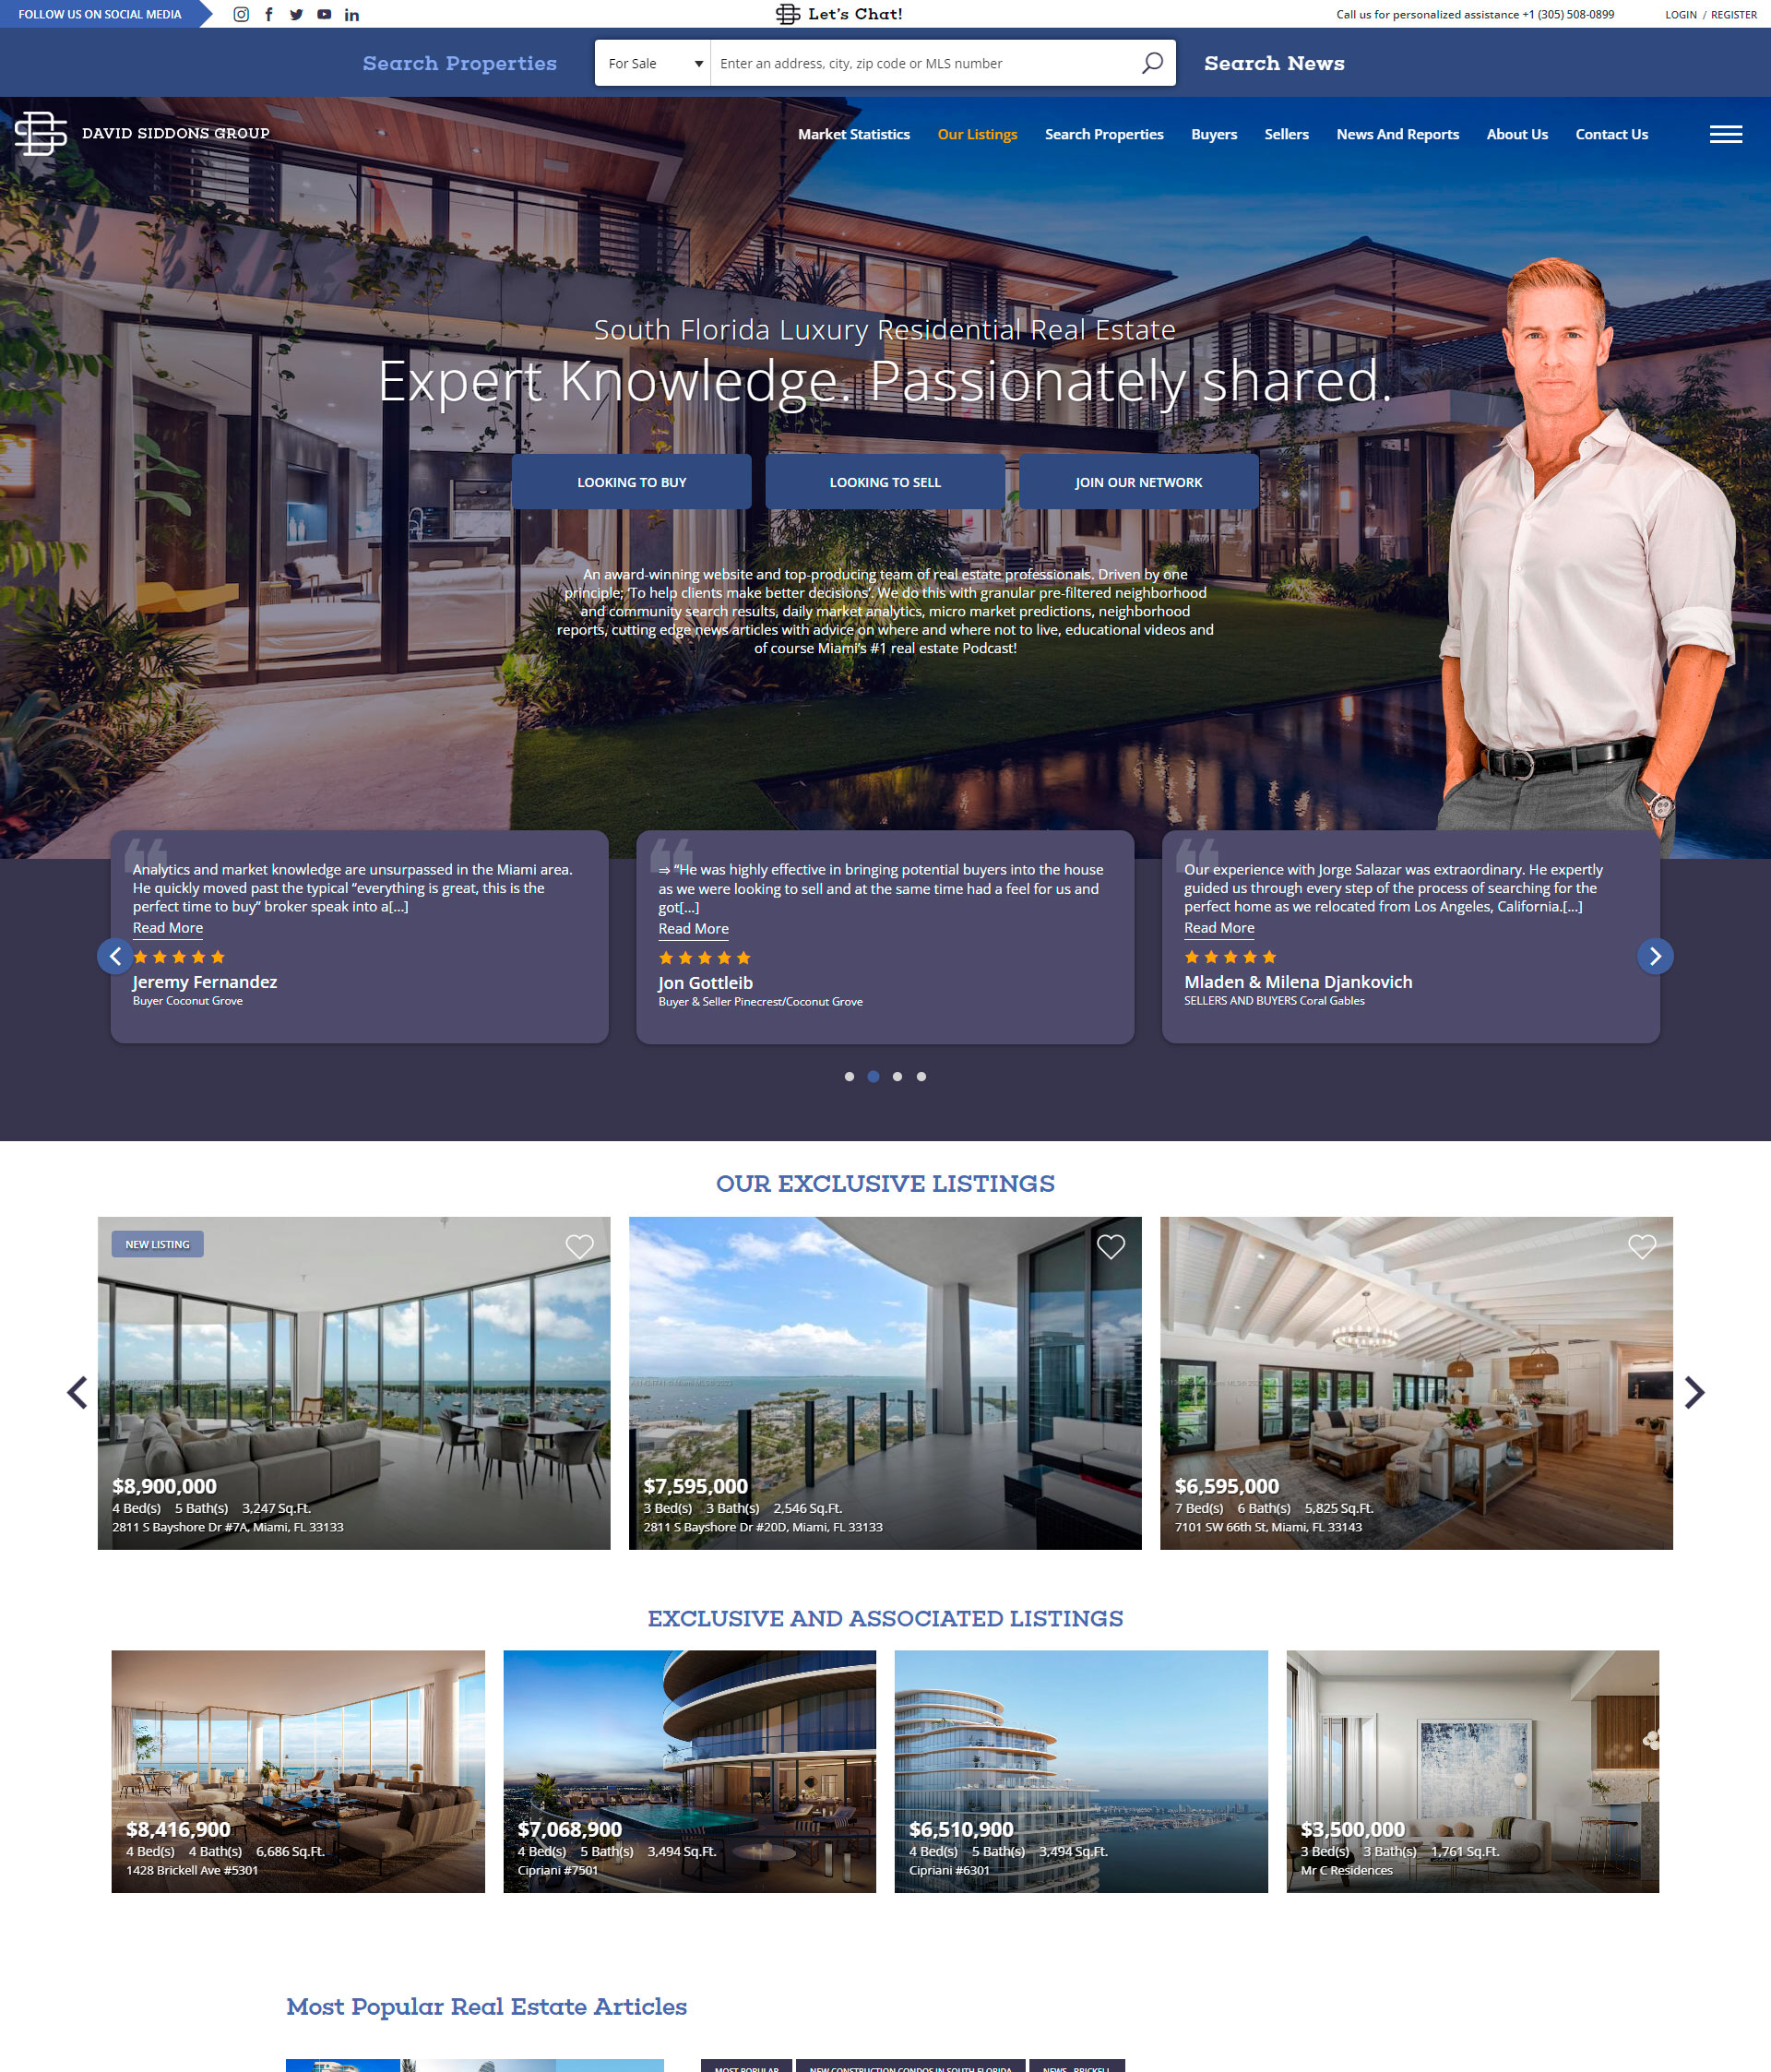 FOLLOW US ON SOCIAL MEDIA
Let's Chat!
Call us for personalized assistance +1 (305) 508-0899
LOGIN / REGISTER
Search Properties
For Sale
Enter an address, city, zip code or MLS number
Search News
DAVID SIDDONS GROUP
Market Statistics
Our Listings
Search Properties
Buyers
Sellers
News And Reports
About Us
Contact Us
South Florida Luxury Residential Real Estate
Expert Knowledge. Passionately shared.
LOOKING TO BUY
LOOKING TO SELL
JOIN OUR NETWORK
An award-winning website and top-producing team of real estate professionals. Driven by one
principle; 'To help clients make better decisions'. We do this with granular pre-filtered neighborhood
and community search results, daily market analytics, micro market predictions, neighborhood
reports, cutting edge news articles with advice on where and where not to live, educational videos and
of course Miami's #1 real estate Podcast!
Analytics and market knowledge are unsurpassed in the Miami area.
He quickly moved past the typical “everything is great, this is the
perfect time to buy” broker speak into a[...]
Read More
Jeremy Fernandez
Buyer Coconut Grove
⇒ “He was highly effective in bringing potential buyers into the house
as we were looking to sell and at the same time had a feel for us and
got[...]
Read More
Jon Gottleib
Buyer & Seller Pinecrest/Coconut Grove
Our experience with Jorge Salazar was extraordinary. He expertly
guided us through every step of the process of searching for the
perfect home as we relocated from Los Angeles, California.[...]
Read More
Mladen & Milena Djankovich
SELLERS AND BUYERS Coral Gables
OUR EXCLUSIVE LISTINGS
NEW LISTING
$8,900,000
4 Bed(s) 5 Bath(s) 3,247 Sq.Ft.
2811 S Bayshore Dr #7A, Miami, FL 33133
$7,595,000
3 Bed(s) 3 Bath(s) 2,546 Sq.Ft.
2811 S Bayshore Dr #20D, Miami, FL 33133
$6,595,000
7 Bed(s) 6 Bath(s) 5,825 Sq.Ft.
7101 SW 66th St, Miami, FL 33143
EXCLUSIVE AND ASSOCIATED LISTINGS
$8,416,900
4 Bed(s) 4 Bath(s) 6,686 Sq.Ft.
1428 Brickell Ave #5301
$7,068,900
4 Bed(s) 5 Bath(s) 3,494 Sq.Ft.
Cipriani #7501
$6,510,900
4 Bed(s) 5 Bath(s) 3,494 Sq.Ft.
Cipriani #6301
$3,500,000
3 Bed(s) 3 Bath(s) 1,761 Sq.Ft.
Mr C Residences
Most Popular Real Estate Articles
MOST POPULAR
NEW CONSTRUCTION CONDOS IN SOUTH FLORIDA
NEWS - BRICKELL